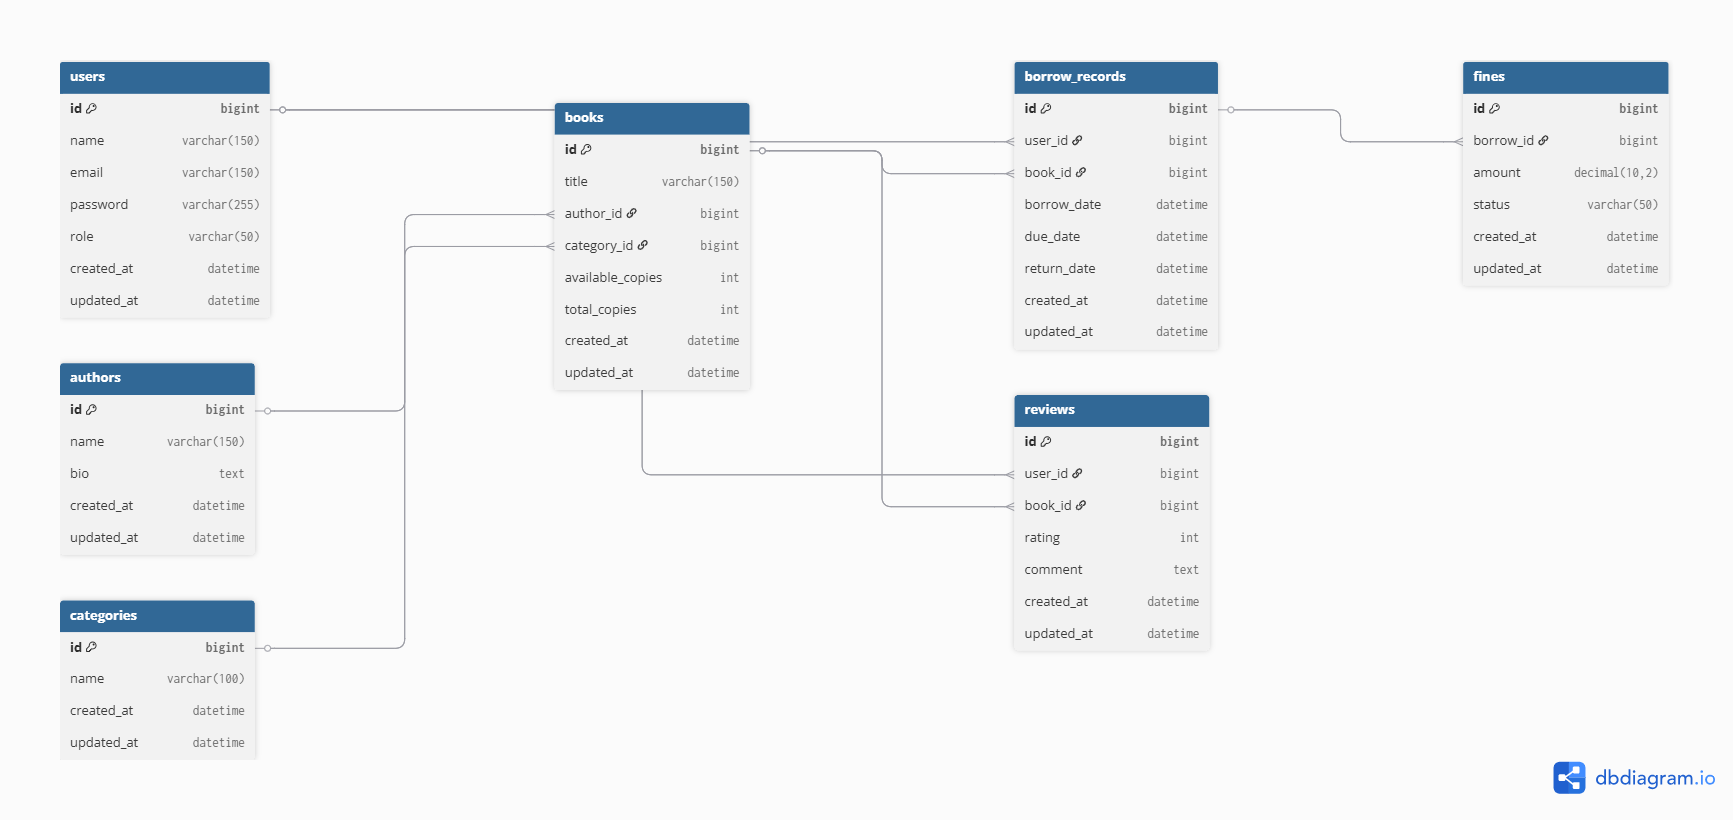 users
id bigint
name varchar(150)
email varchar(150)
password varchar(255)
role varchar(50)
created_at datetime
updated_at datetime
authors
id bigint
name varchar(150)
bio text
created_at datetime
updated_at datetime
categories
id bigint
name varchar(100)
created_at datetime
updated_at datetime
books
id bigint
title varchar(150)
author_id bigint
category_id bigint
available_copies int
total_copies int
created_at datetime
updated_at datetime
borrow_records
id bigint
user_id bigint
book_id bigint
borrow_date datetime
due_date datetime
return_date datetime
created_at datetime
updated_at datetime
reviews
id bigint
user_id bigint
book_id bigint
rating int
comment text
created_at datetime
updated_at datetime
fines
id bigint
borrow_id bigint
amount decimal(10,2)
status varchar(50)
created_at datetime
updated_at datetime
dbdiagram.io